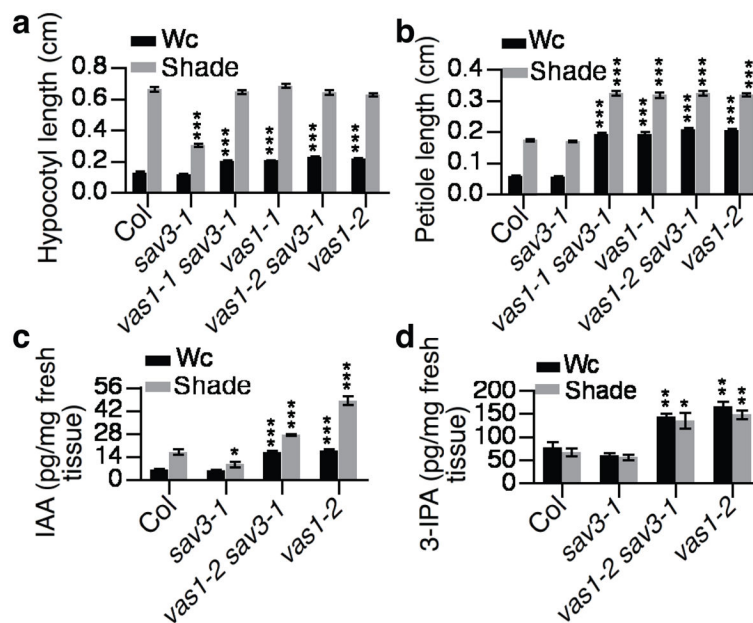 a
Wc
Shade
Hypocotyl length (cm)
0.8
0.6
0.4
0.2
0.0
***
***
***
***
***
Col
sav3-1
vas1-1 sav3-1
vas1-1
vas1-2 sav3-1
vas1-2
b
Wc
Shade
Petiole length (cm)
0.4
0.3
0.2
0.1
0.0
***
***
***
***
***
***
***
***
Col
sav3-1
vas1-1 sav3-1
vas1-1
vas1-2 sav3-1
vas1-2
c
Wc
Shade
IAA (pg/mg fresh
tissue)
56
42
28
14
0
*
***
***
***
***
Col
sav3-1
vas1-2 sav3-1
vas1-2
d
Wc
Shade
3-IPA (pg/mg fresh
tissue)
200
150
100
50
0
**
*
**
**
Col
sav3-1
vas1-2 sav3-1
vas1-2